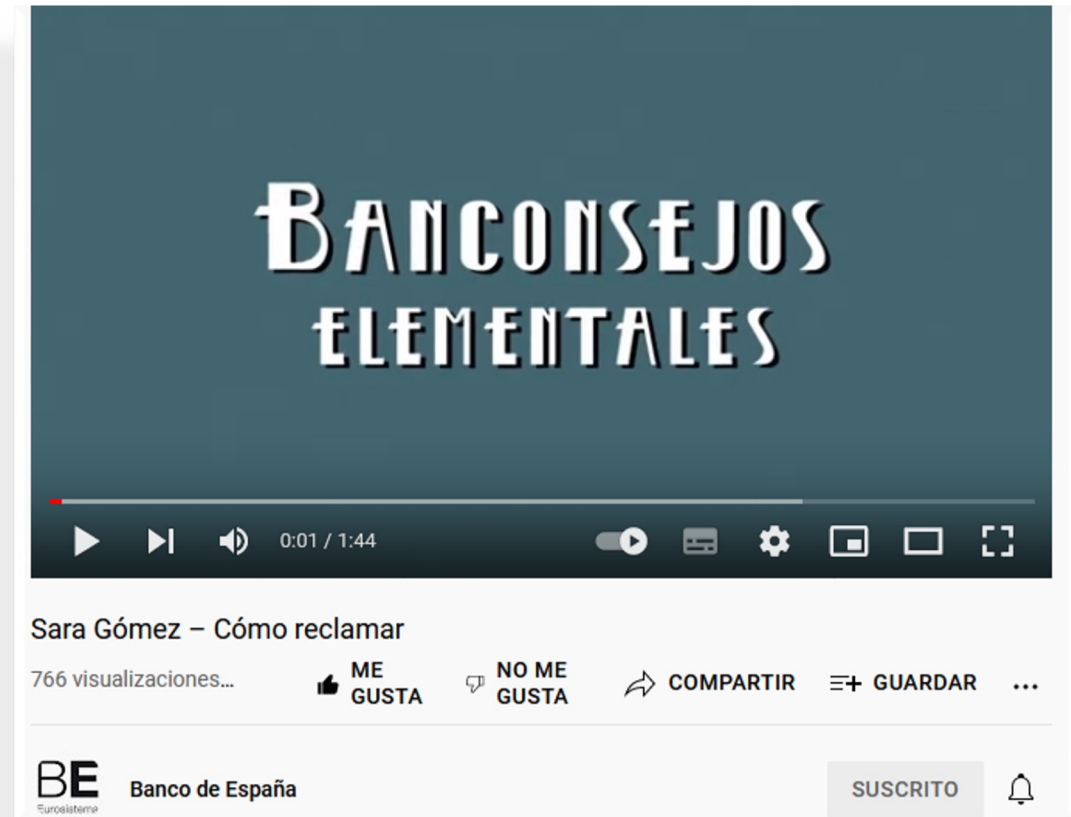 BANCONSEJOS
ELEMENTALES
0:01 / 1:44
Sara Gómez – Cómo reclamar
766 visualizaciones...
ME GUSTA
NO ME GUSTA
COMPARTIR
GUARDAR
BE
Eurosistema
Banco de España
SUSCRITO